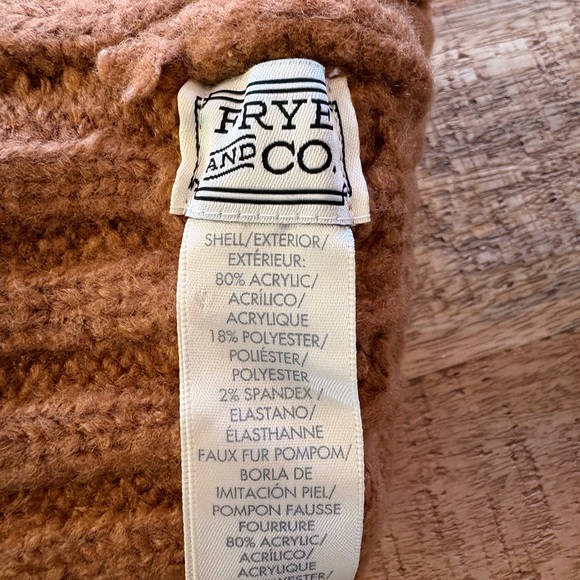 FRYE
AND CO.
SHELL/EXTERIOR/
EXTÉRIEUR:
80% ACRYLIC/
ACRÍLICO/
ACRYLIQUE
18% POLYESTER/
POLIÉSTER/
POLYESTER
2% SPANDEX /
ELASTANO/
ÉLASTHANNE
FAUX FUR POMPOM/
BORLA DE
IMITACIÓN PIEL/
POMPON FAUSSE
FOURRURE
80% ACRYLIC/
ACRÍLICO/
ACRYLIQUE